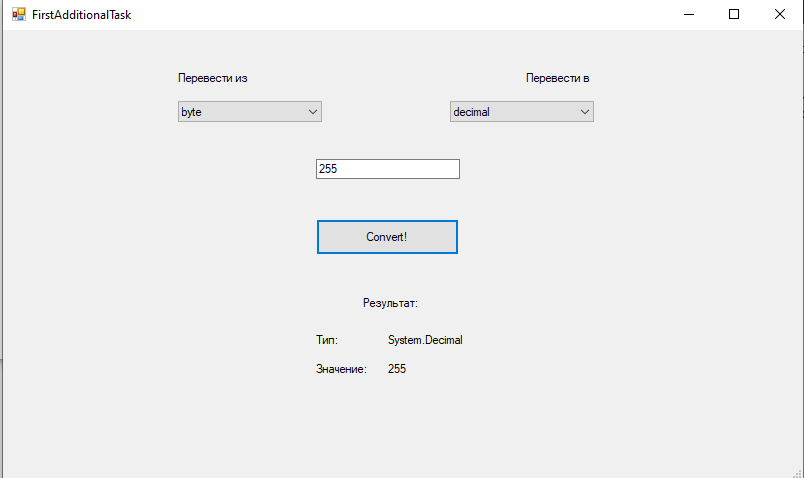 FirstAdditionalTask
Перевести из Перевести в
byte decimal
255
Convert!
Результат:
Тип: System.Decimal
Значение: 255